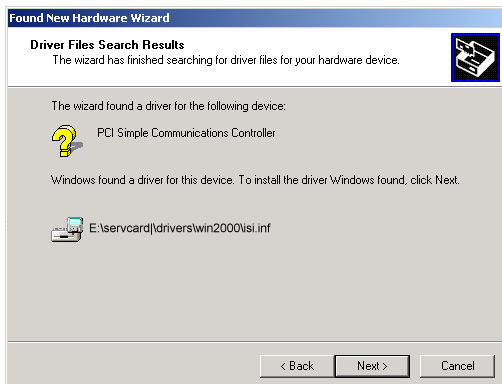 Found New Hardware Wizard
Driver Files Search Results
The wizard has finished searching for driver files for your hardware device.
The wizard found a driver for the following device:
PCI Simple Communications Controller
Windows found a driver for this device. To install the driver Windows found, click Next.
E:\servcard|\drivers\win2000\isi.inf
< Back Next > Cancel